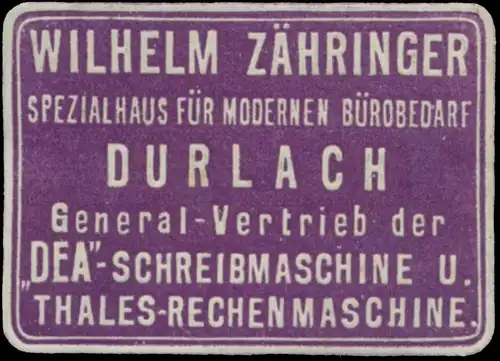 WILHELM ZÄHRINGER
SPEZIALHAUS FÜR MODERNEN BÜROBEDARF
DURLACH
General-Vertrieb der
„DEA"-SCHREIBMASCHINE U.
THALES-RECHENMASCHINE.